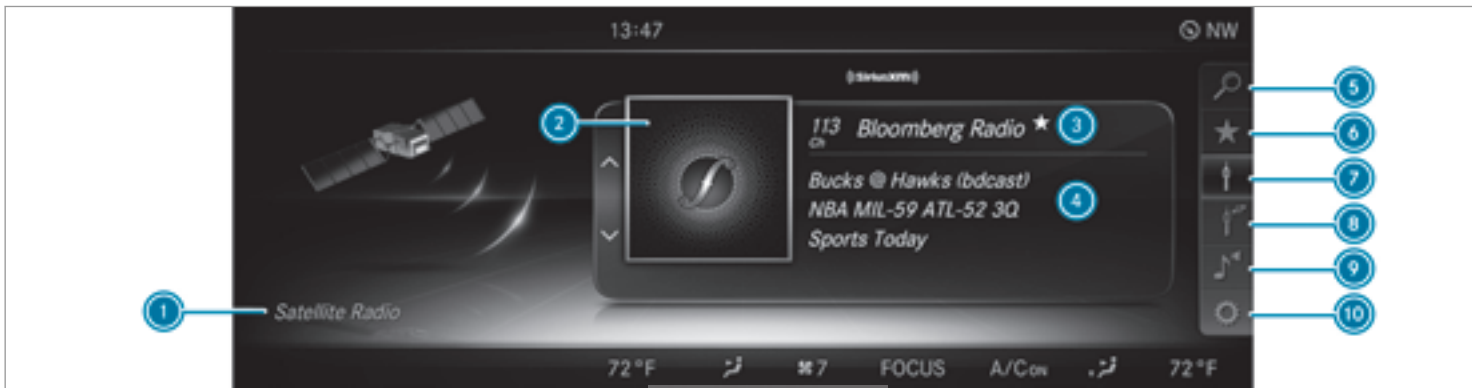 13:47
NW
((SiriusXM))
113 Bloomberg Radio ★
Ch
Bucks @ Hawks (bdcast)
NBA MIL-59 ATL-52 3Q
Sports Today
Satellite Radio
72°F 7 FOCUS A/C ON 72°F
1
2
3
4
5
6
7
8
9
10